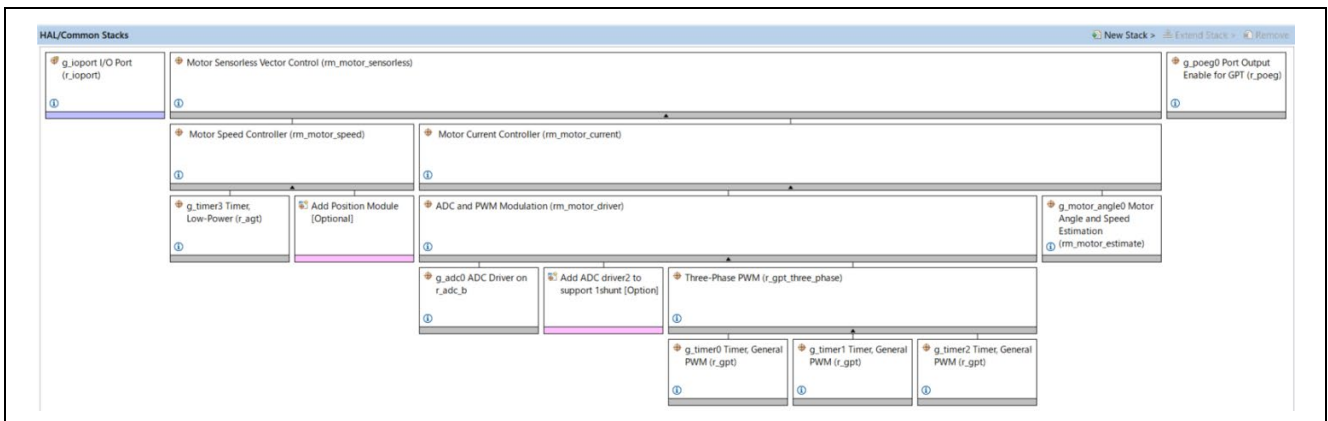 HAL/Common Stacks
New Stack >
Extend Stack >
Remove
g_ioport I/O Port
(r_ioport)
Motor Sensorless Vector Control (rm_motor_sensorless)
g_poeg0 Port Output
Enable for GPT (r_poeg)
Motor Speed Controller (rm_motor_speed)
Motor Current Controller (rm_motor_current)
g_timer3 Timer,
Low-Power (r_agt)
Add Position Module
[Optional]
ADC and PWM Modulation (rm_motor_driver)
g_motor_angle0 Motor
Angle and Speed
Estimation
(rm_motor_estimate)
g_adc0 ADC Driver on
r_adc_b
Add ADC driver2 to
support 1shunt [Option]
Three-Phase PWM (r_gpt_three_phase)
g_timer0 Timer, General
PWM (r_gpt)
g_timer1 Timer, General
PWM (r_gpt)
g_timer2 Timer, General
PWM (r_gpt)